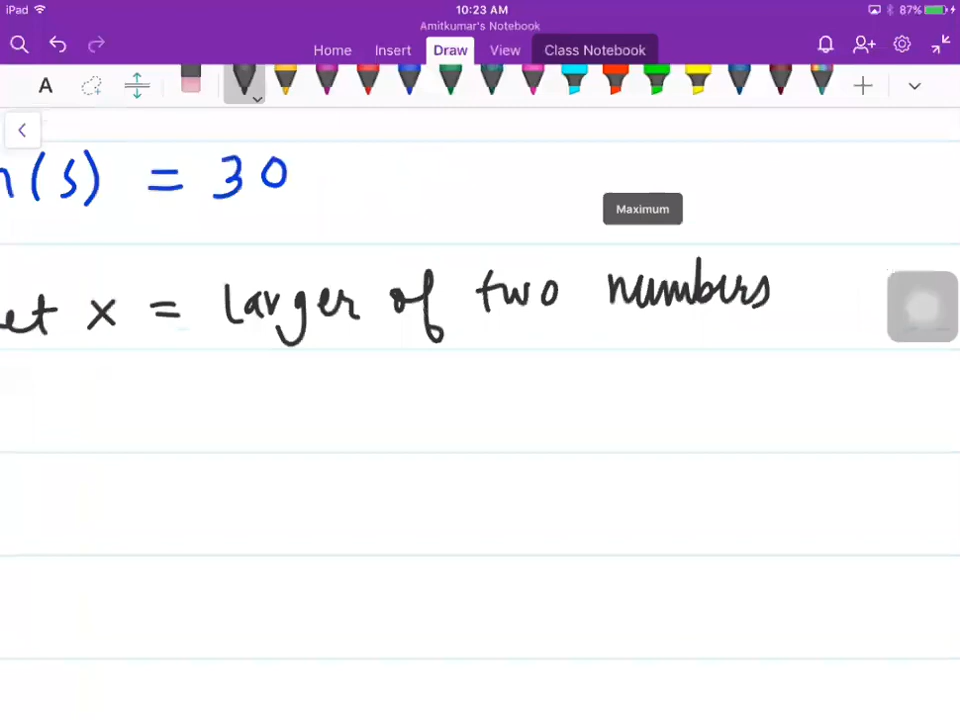 iPad 10:23 AM 87%
Amitkumar's Notebook
Home Insert Draw View Class Notebook
A
n(s) = 30
Maximum
et x = larger of two numbers